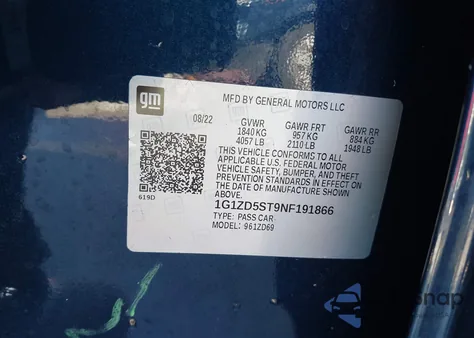 gm
MFD BY GENERAL MOTORS LLC
08/22 GVWR GAWR FRT GAWR RR
1840 KG 957 KG 884 KG
4057 LB 2110 LB 1948 LB
THIS VEHICLE CONFORMS TO ALL
APPLICABLE U.S. FEDERAL MOTOR
VEHICLE SAFETY, BUMPER, AND THEFT
PREVENTION STANDARDS IN EFFECT ON
THE DATE OF MANUFACTURE SHOWN
ABOVE.
1G1ZD5ST9NF191866
TYPE: PASS CAR
MODEL: 961ZD69
619D